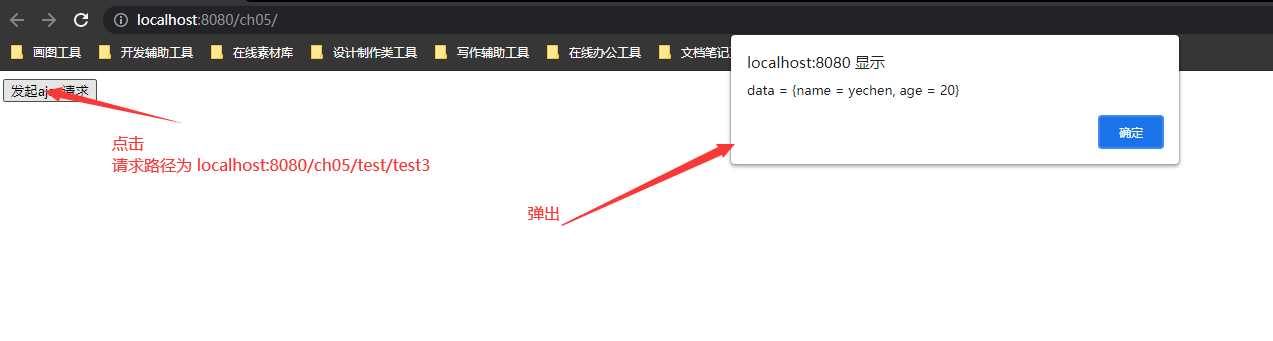 localhost:8080/ch05/
画图工具 开发辅助工具 在线素材库 设计制作类工具 写作辅助工具 在线办公工具 文档笔记
localhost:8080 显示
data = {name = yechen, age = 20}
确定
发起ajax请求
点击
请求路径为 localhost:8080/ch05/test/test3
弹出